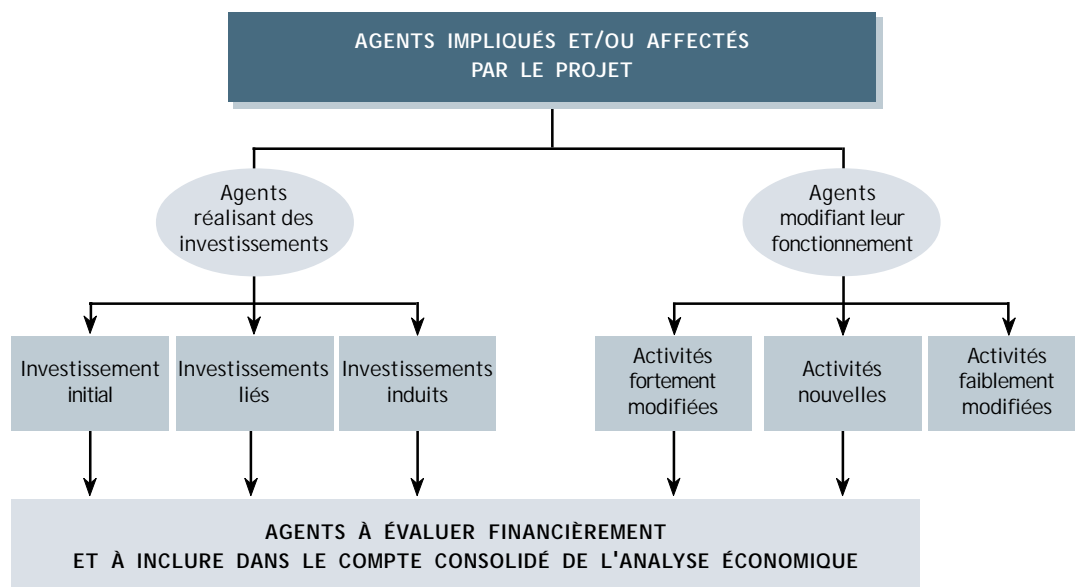 AGENTS IMPLIQUÉS ET/OU AFFECTÉS
PAR LE PROJET
Agents
réalisant des
investissements
Agents
modifiant leur
fonctionnement
Investissement
initial
Investissements
liés
Investissements
induits
Activités
fortement
modifiées
Activités
nouvelles
Activités
faiblement
modifiées
AGENTS À ÉVALUER FINANCIÈREMENT
ET À INCLURE DANS LE COMPTE CONSOLIDÉ DE L'ANALYSE ÉCONOMIQUE